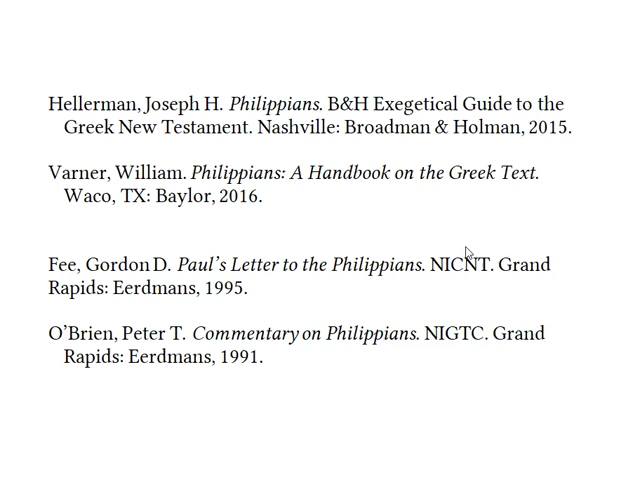 Hellerman, Joseph H. Philippians. B&H Exegetical Guide to the
Greek New Testament. Nashville: Broadman & Holman, 2015.
Varner, William. Philippians: A Handbook on the Greek Text.
Waco, TX: Baylor, 2016.
Fee, Gordon D. Paul’s Letter to the Philippians. NICNT. Grand
Rapids: Eerdmans, 1995.
O’Brien, Peter T. Commentary on Philippians. NIGTC. Grand
Rapids: Eerdmans, 1991.